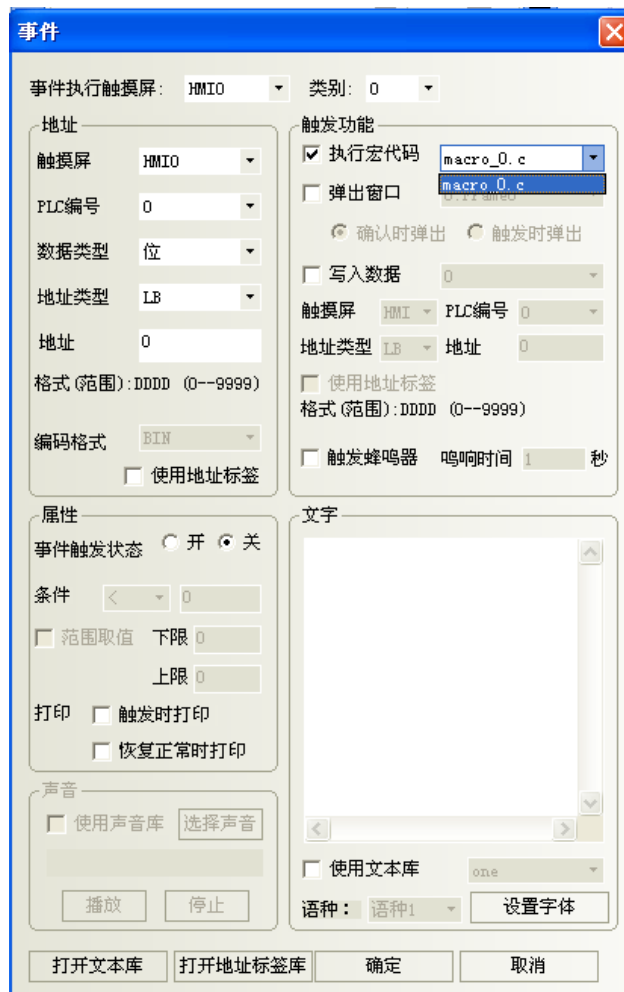 事件
事件执行触摸屏: HMI0 类别: 0
地址
触摸屏 HMI0
PLC编号 0
数据类型 位
地址类型 LB
地址 0
格式(范围):DDDD (0--9999)
编码格式 BIN
使用地址标签
触发功能
执行宏代码 macro_0.c
macro_0.c
弹出窗口
确认时弹出 触发时弹出
写入数据 0
触摸屏 HMI PLC编号 0
地址类型 LB 地址 0
使用地址标签
格式(范围):DDDD (0--9999)
触发蜂鸣器 鸣响时间 1 秒
属性
事件触发状态 开 关
条件 < 0
范围取值 下限 0
上限 0
打印 触发时打印
恢复正常时打印
文字
声音
使用声音库 选择声音
播放 停止
使用文本库 one
语种: 语种1 设置字体
打开文本库 打开地址标签库 确定 取消